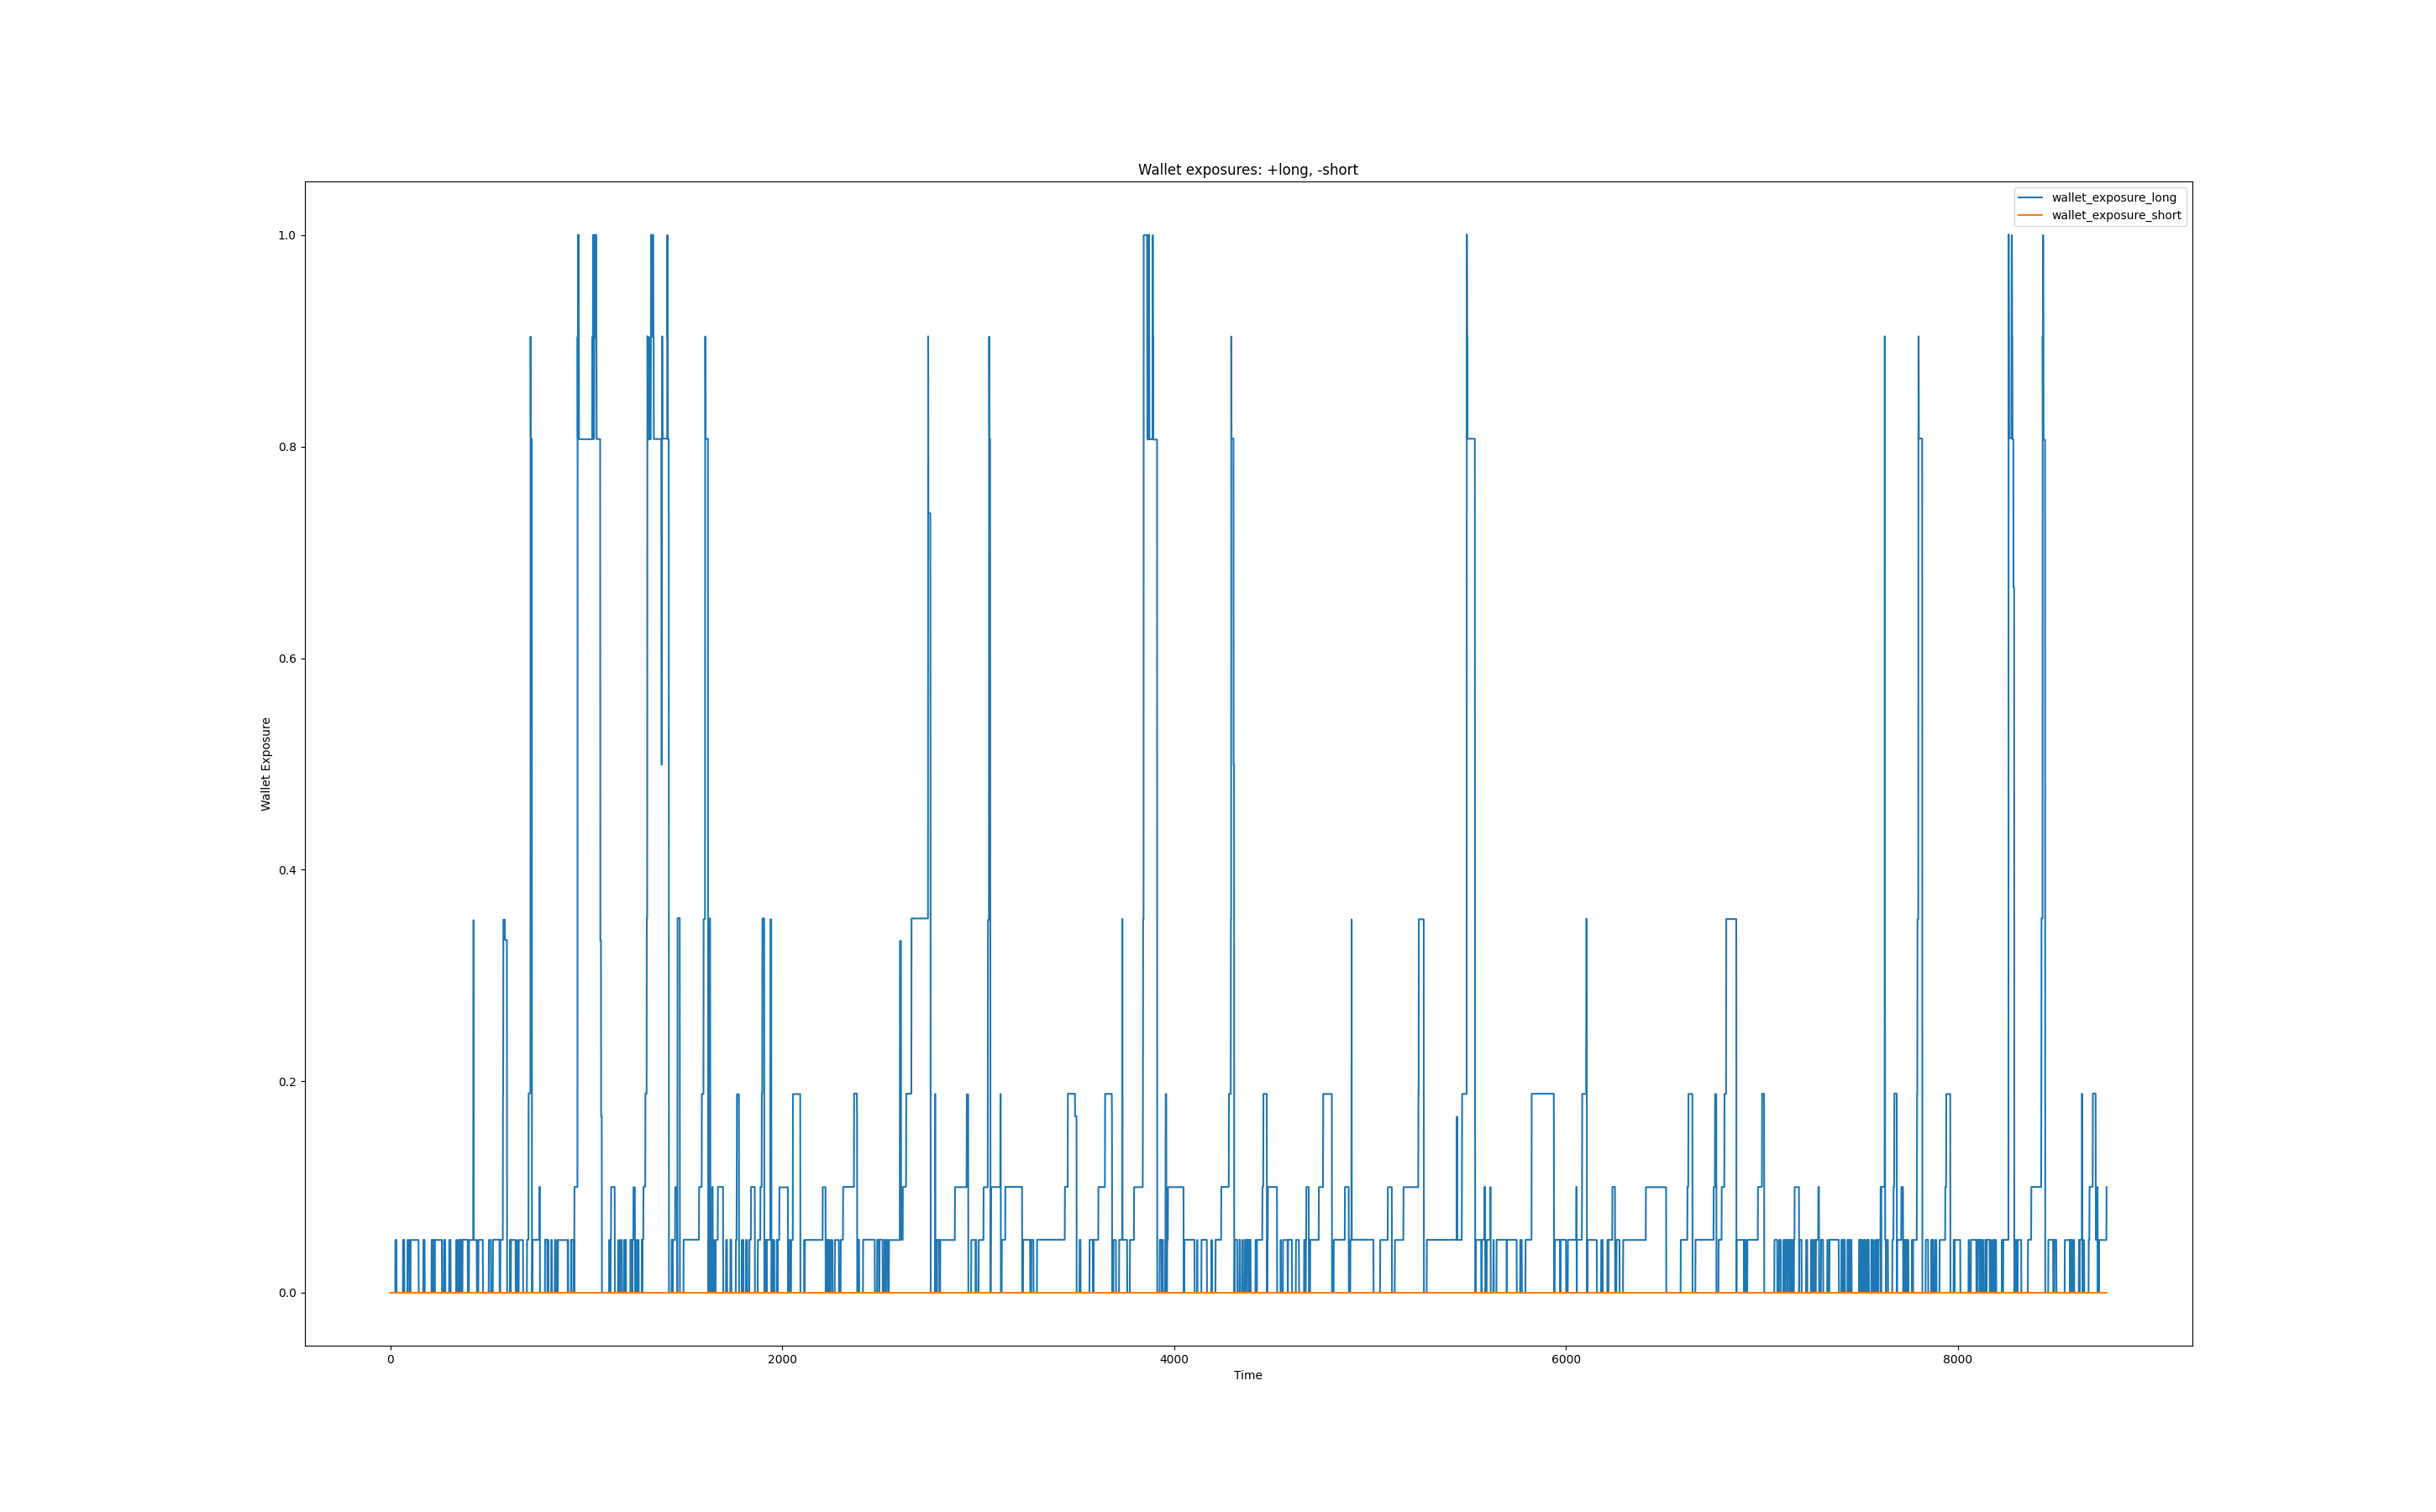 Wallet exposures: +long, -short
wallet_exposure_long
wallet_exposure_short
1.0
0.8
0.6
0.4
0.2
0.0
Wallet Exposure
0 2000 4000 6000 8000
Time